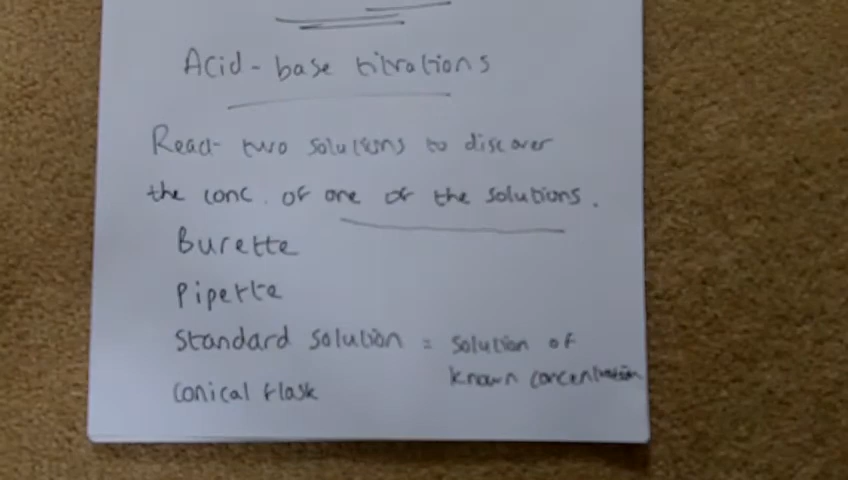 Acid-base titrations
React two solutions to discover
the conc. of one of the solutions.
Burette
Pipette
Standard solution = solution of
known concentration
conical flask